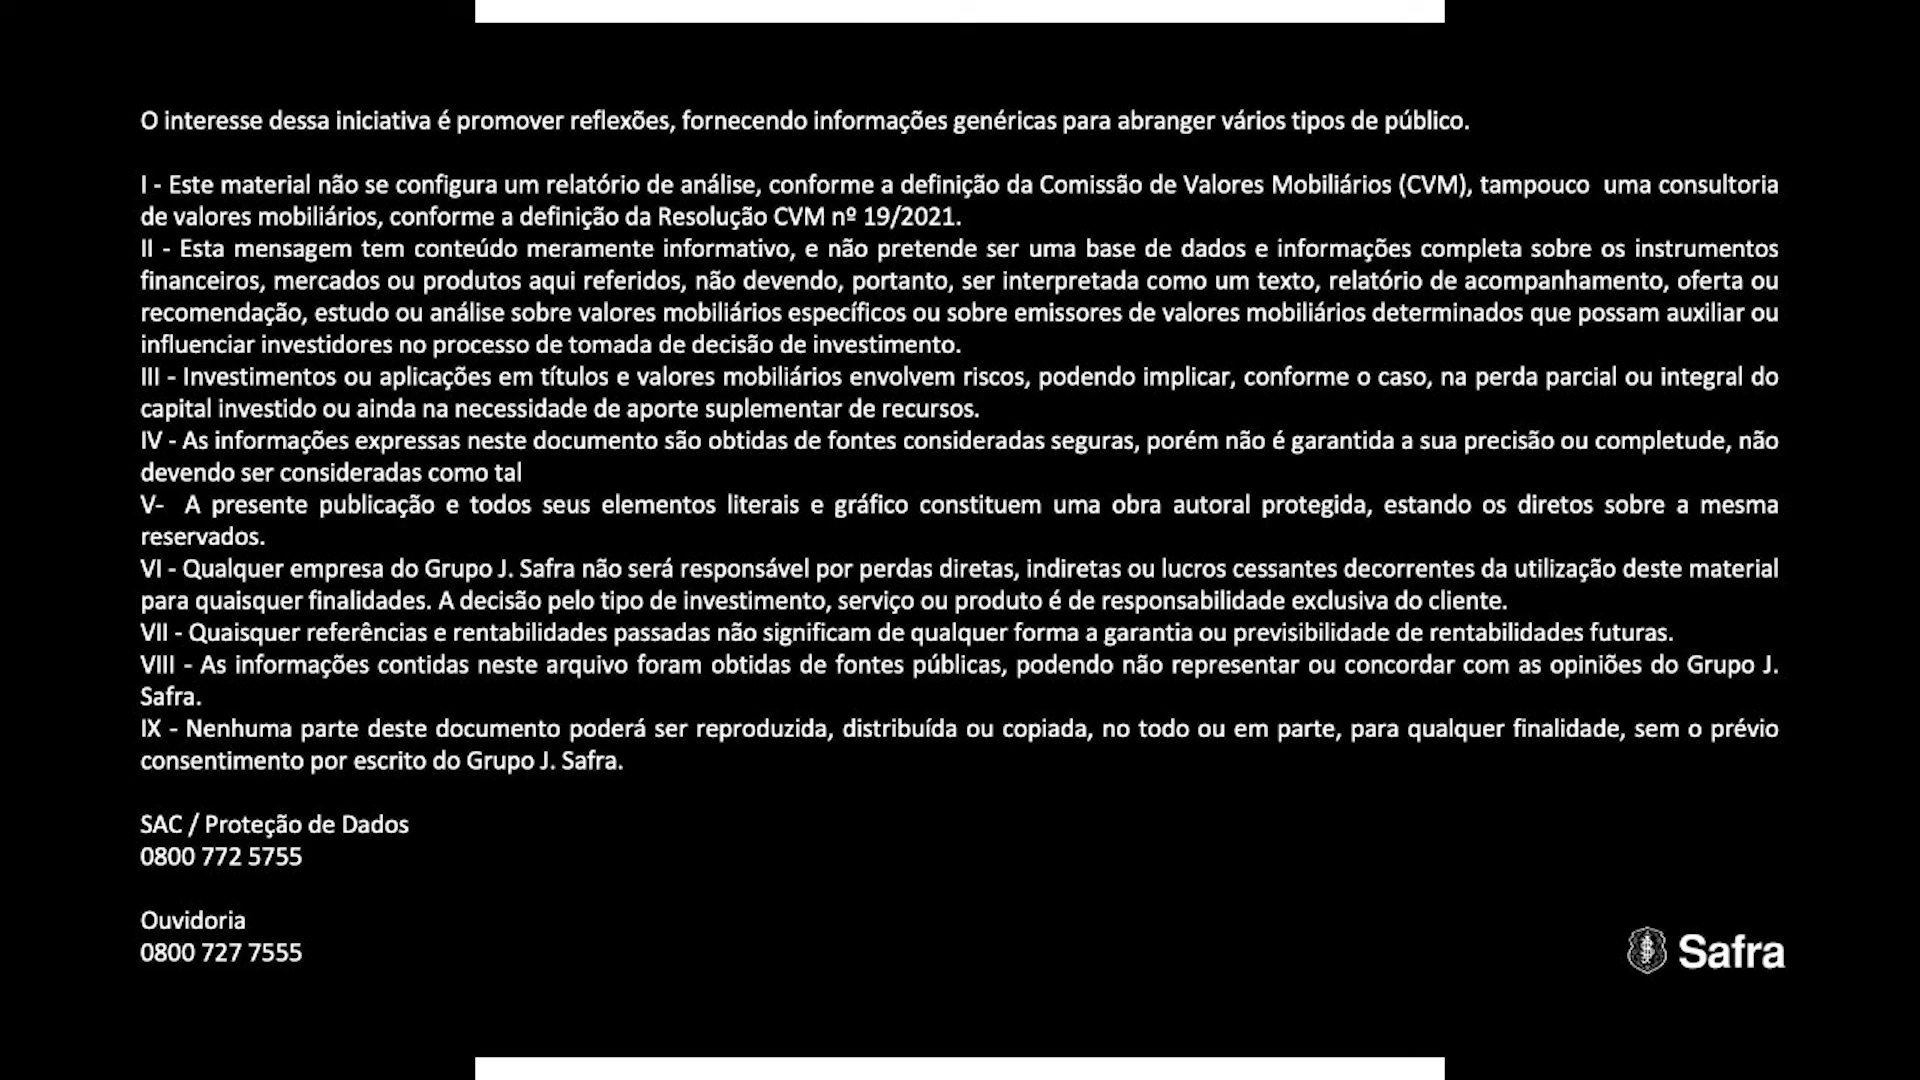 O interesse dessa iniciativa é promover reflexões, fornecendo informações genéricas para abranger vários tipos de público.
I - Este material não se configura um relatório de análise, conforme a definição da Comissão de Valores Mobiliários (CVM), tampouco uma consultoria
de valores mobiliários, conforme a definição da Resolução CVM nº 19/2021.
II - Esta mensagem tem conteúdo meramente informativo, e não pretende ser uma base de dados e informações completa sobre os instrumentos
financeiros, mercados ou produtos aqui referidos, não devendo, portanto, ser interpretada como um texto, relatório de acompanhamento, oferta ou
recomendação, estudo ou análise sobre valores mobiliários específicos ou sobre emissores de valores mobiliários determinados que possam auxiliar ou
influenciar investidores no processo de tomada de decisão de investimento.
III - Investimentos ou aplicações em títulos e valores mobiliários envolvem riscos, podendo implicar, conforme o caso, na perda parcial ou integral do
capital investido ou ainda na necessidade de aporte suplementar de recursos.
IV - As informações expressas neste documento são obtidas de fontes consideradas seguras, porém não é garantida a sua precisão ou completude, não
devendo ser consideradas como tal
V- A presente publicação e todos seus elementos literais e gráfico constituem uma obra autoral protegida, estando os diretos sobre a mesma
reservados.
VI - Qualquer empresa do Grupo J. Safra não será responsável por perdas diretas, indiretas ou lucros cessantes decorrentes da utilização deste material
para quaisquer finalidades. A decisão pelo tipo de investimento, serviço ou produto é de responsabilidade exclusiva do cliente.
VII - Quaisquer referências e rentabilidades passadas não significam de qualquer forma a garantia ou previsibilidade de rentabilidades futuras.
VIII - As informações contidas neste arquivo foram obtidas de fontes públicas, podendo não representar ou concordar com as opiniões do Grupo J.
Safra.
IX - Nenhuma parte deste documento poderá ser reproduzida, distribuída ou copiada, no todo ou em parte, para qualquer finalidade, sem o prévio
consentimento por escrito do Grupo J. Safra.
SAC / Proteção de Dados
0800 772 5755
Ouvidoria
0800 727 7555
Safra